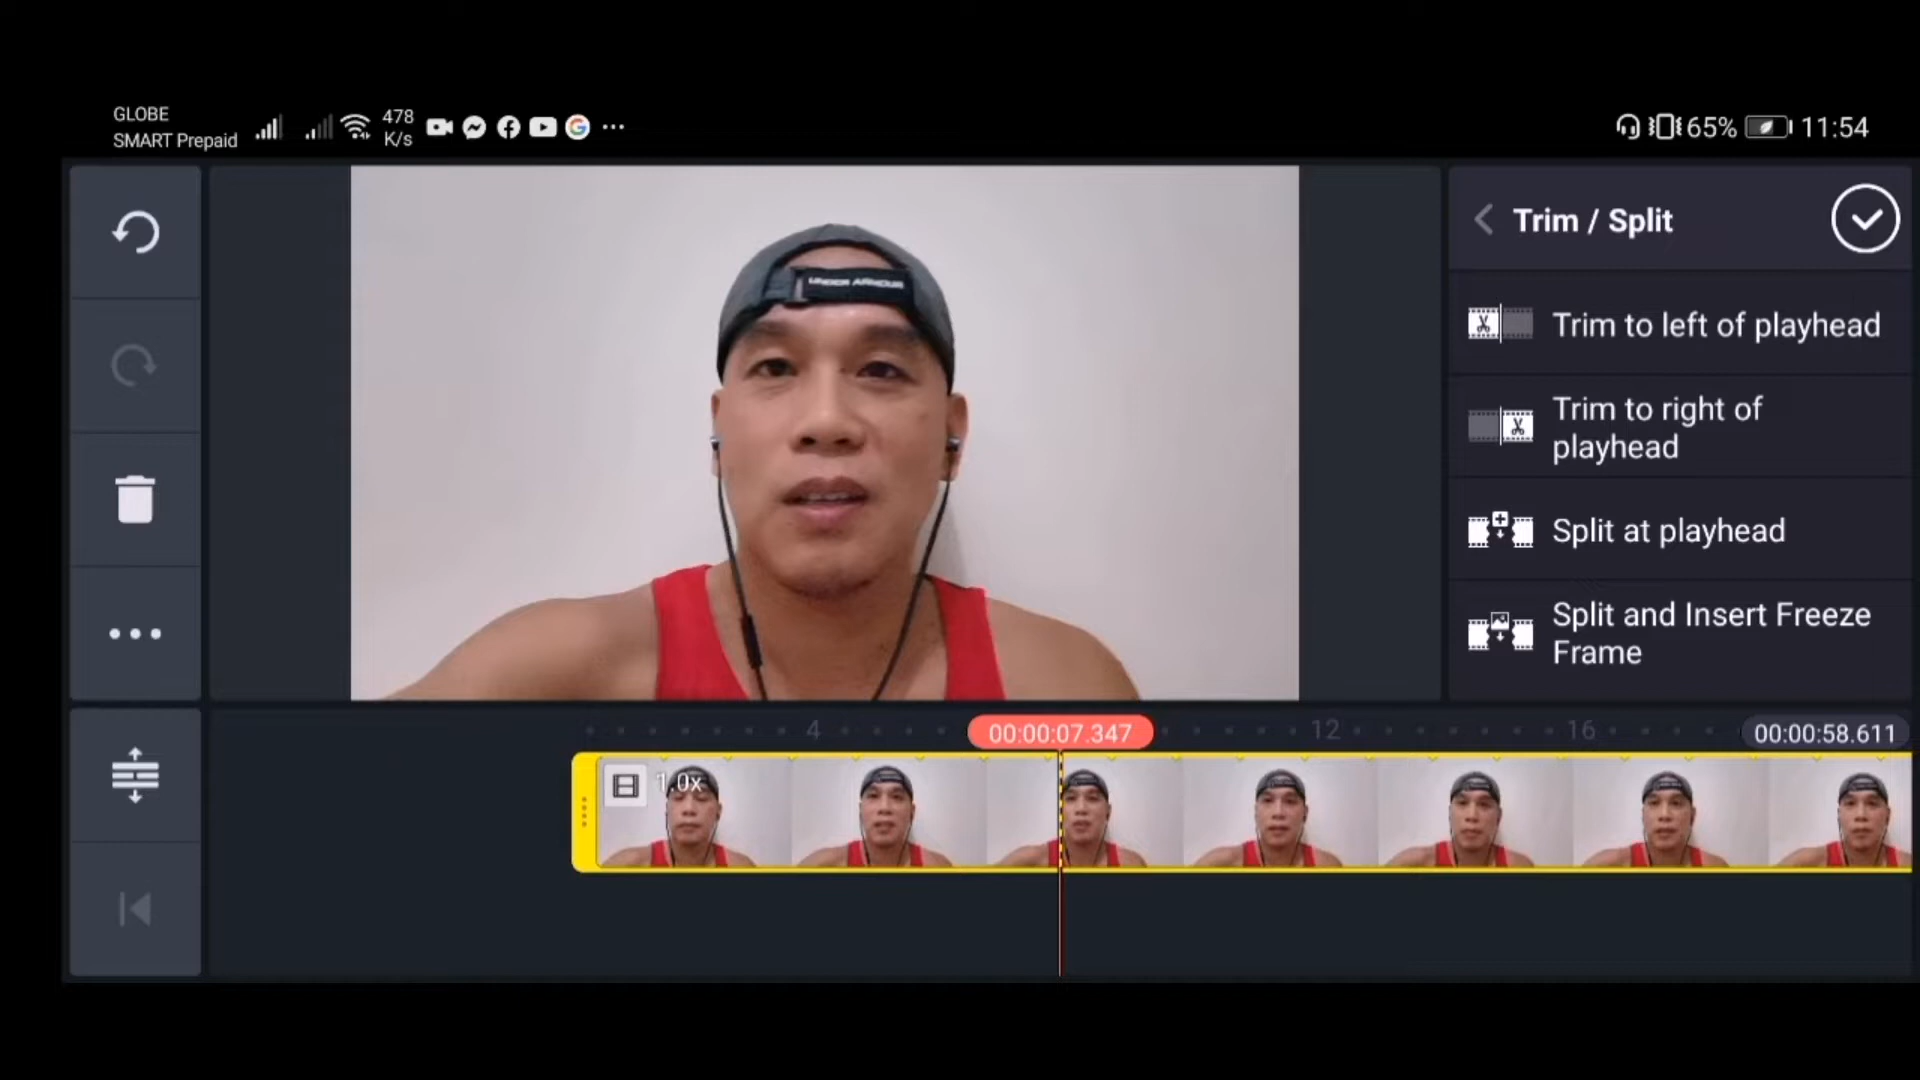 GLOBE
SMART Prepaid
478
K/s
65%
11:54
UNDER ARMOUR
Trim / Split
Trim to left of playhead
Trim to right of
playhead
Split at playhead
Split and Insert Freeze
Frame
4
00:00:07.347
12
16
00:00:58.611
1.0x